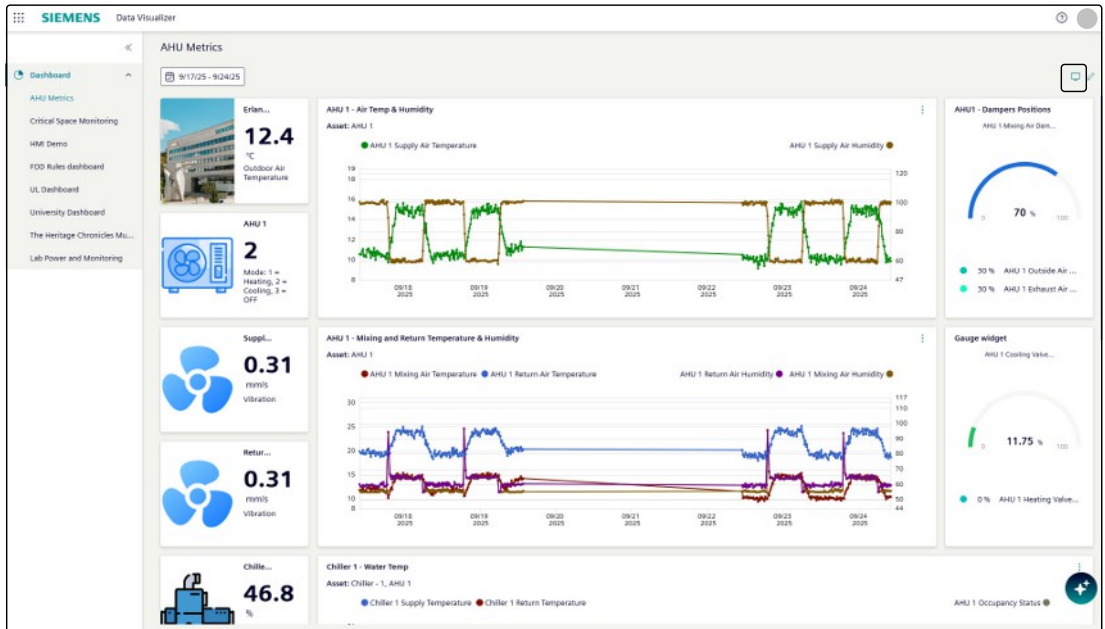 SIEMENS Data Visualizer
AHU Metrics
Dashboard
AHU Metrics
Critical Space Monitoring
HMI Demo
FOD Rules dashboard
UL Dashboard
University Dashboard
The Heritage Chronicles Mu...
Lab Power and Monitoring
9/17/25 - 9/24/25
Erlan...
12.4
°C
Outdoor Air
Temperature
AHU 1 - Air Temp & Humidity
Asset: AHU 1
AHU 1 Supply Air Temperature
AHU 1 Supply Air Humidity
19
18
16
14
12
10
8
120
100
80
60
47
09/18
2025
09/19
2025
09/20
2025
09/21
2025
09/22
2025
09/23
2025
09/24
2025
AHU1 - Dampers Positions
AHU 1 Mixing Air Dam...
70 %
0
100
30 % AHU 1 Outside Air ...
30 % AHU 1 Exhaust Air ...
AHU 1
2
Mode: 1 =
Heating, 2 =
Cooling, 3 =
OFF
Suppl...
0.31
mm/s
Vibration
AHU 1 - Mixing and Return Temperature & Humidity
Asset: AHU 1
AHU 1 Mixing Air Temperature AHU 1 Return Air Temperature
AHU 1 Return Air Humidity AHU 1 Mixing Air Humidity
30
25
20
15
10
8
117
110
100
90
80
70
60
50
44
09/18
2025
09/19
2025
09/20
2025
09/21
2025
09/22
2025
09/23
2025
09/24
2025
Gauge widget
AHU 1 Coolling Valve...
11.75 %
0
100
0 % AHU 1 Heating Valve...
Retur...
0.31
mm/s
Vibration
Chille...
46.8
%
Chiller 1 - Water Temp
Asset: Chiller - 1, AHU 1
Chiller 1 Supply Temperature Chiller 1 Return Temperature
AHU 1 Occupancy Status